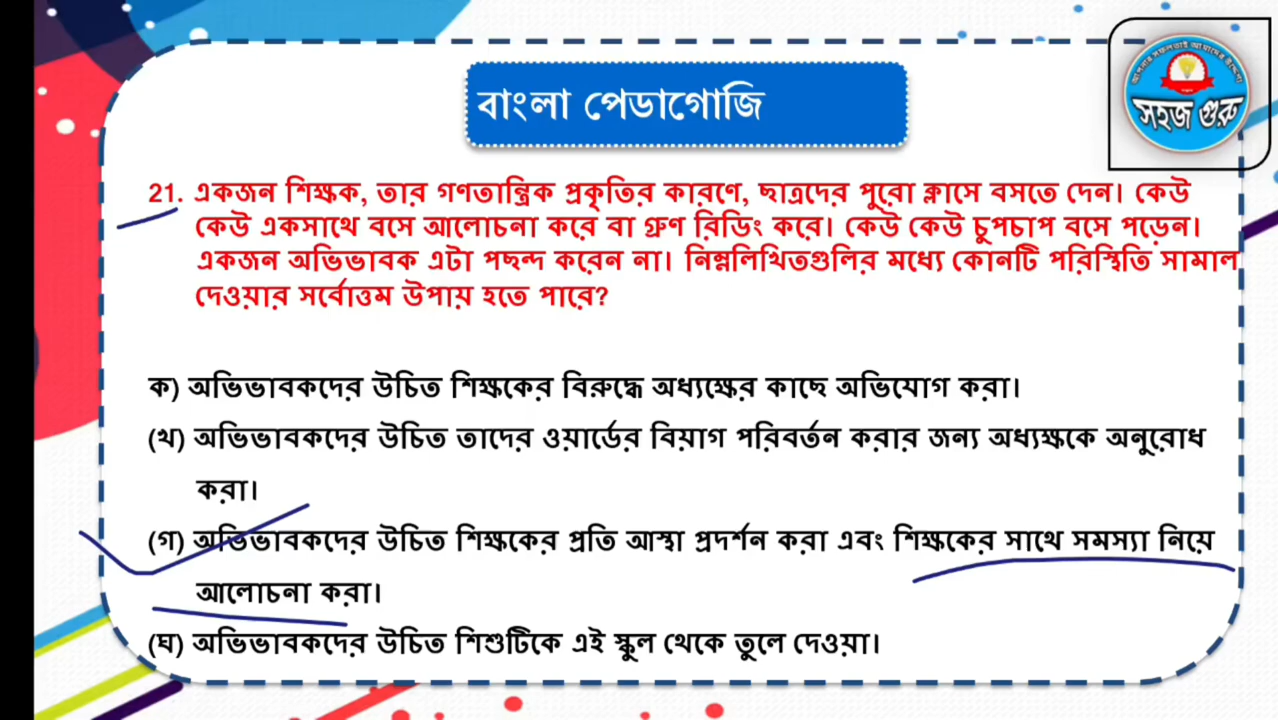 বাংলা পেডাগোজি
আপনার সফলতাই আমাদের উদ্দেশ্য
সহজ গুরু
21. একজন শিক্ষক, তার গণতান্ত্রিক প্রকৃতির কারণে, ছাত্রদের পুরো ক্লাসে বসতে দেন। কেউ
কেউ একসাথে বসে আলোচনা করে বা গ্রুণ রিডিং করে। কেউ কেউ চুপচাপ বসে পড়েন।
একজন অভিভাবক এটা পছন্দ করেন না। নিম্নলিখিতগুলির মধ্যে কোনটি পরিস্থিতি সামাল
দেওয়ার সর্বোত্তম উপায় হতে পারে?
ক) অভিভাবকদের উচিত শিক্ষকের বিরুদ্ধে অধ্যক্ষের কাছে অভিযোগ করা।
(খ) অভিভাবকদের উচিত তাদের ওয়ার্ডের বিয়াগ পরিবর্তন করার জন্য অধ্যক্ষকে অনুরোধ
করা।
(গ) অভিভাবকদের উচিত শিক্ষকের প্রতি আস্থা প্রদর্শন করা এবং শিক্ষকের সাথে সমস্যা নিয়ে
আলোচনা করা।
(ঘ) অভিভাবকদের উচিত শিশুটিকে এই স্কুল থেকে তুলে দেওয়া।